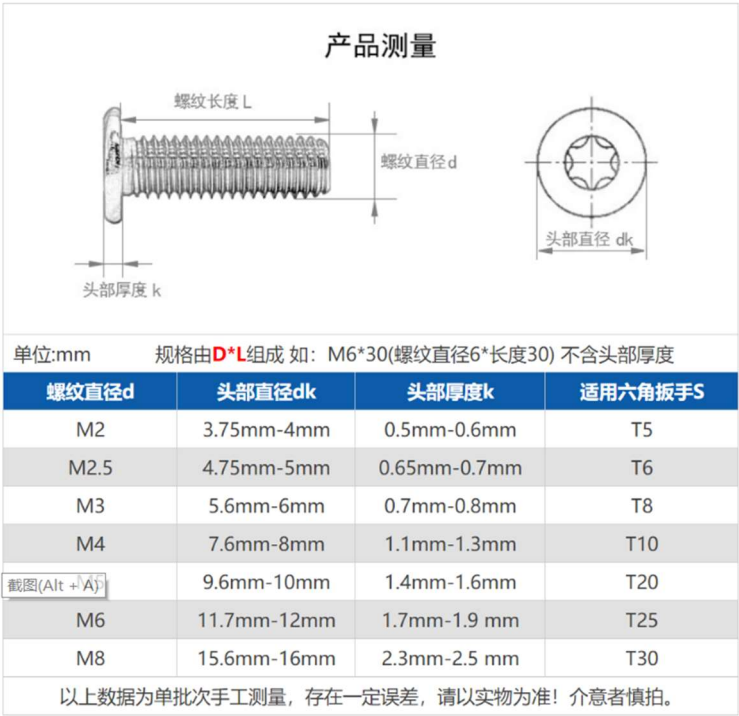 产品测量
螺纹长度 L
螺纹直径 d
头部直径 dk
头部厚度 k
单位:mm 规格由D*L组成 如：M6*30(螺纹直径6*长度30) 不含头部厚度
螺纹直径d 头部直径dk 头部厚度k 适用六角扳手S
M2 3.75mm-4mm 0.5mm-0.6mm T5
M2.5 4.75mm-5mm 0.65mm-0.7mm T6
M3 5.6mm-6mm 0.7mm-0.8mm T8
M4 7.6mm-8mm 1.1mm-1.3mm T10
截图(Alt + A) M5 9.6mm-10mm 1.4mm-1.6mm T20
M6 11.7mm-12mm 1.7mm-1.9 mm T25
M8 15.6mm-16mm 2.3mm-2.5 mm T30
以上数据为单批次手工测量，存在一定误差，请以实物为准！介意者慎拍。